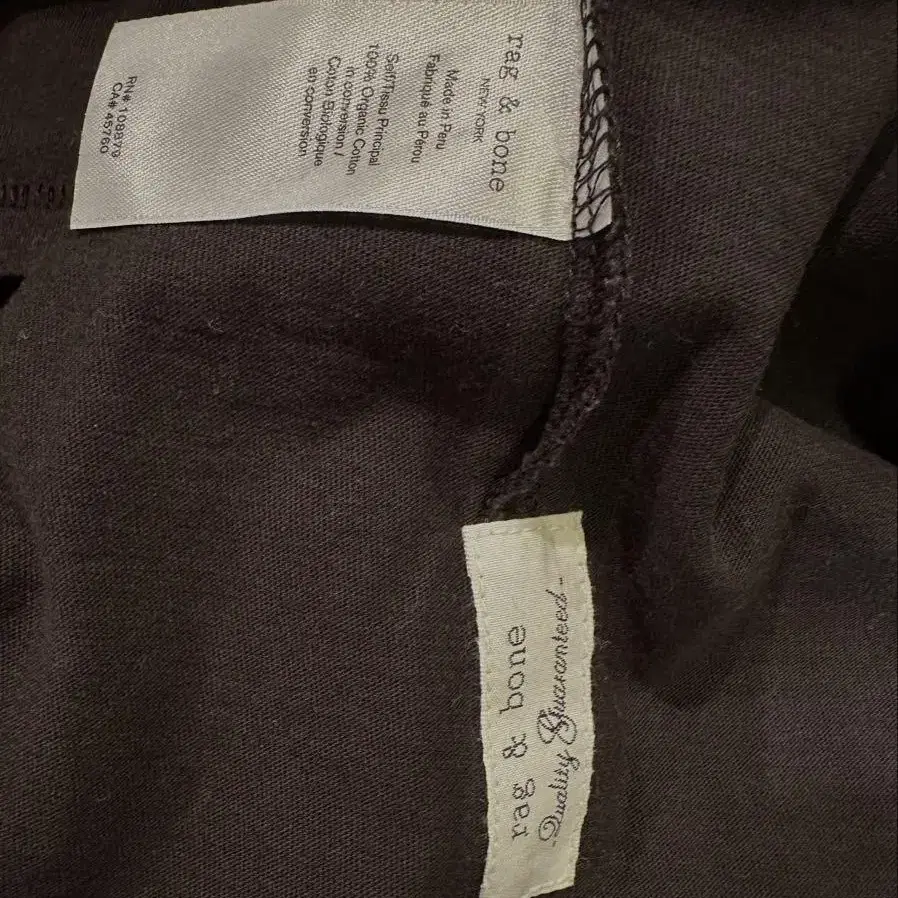 rag & bone
NEW YORK
Made in Peru
Fabriqué au Pérou
Self/Tissu Principal
100% Organic Cotton
in conversion /
Coton Biologique
en conversion
RN# 108879
CA# 45760
rag & bone
-Quality Guaranteed-